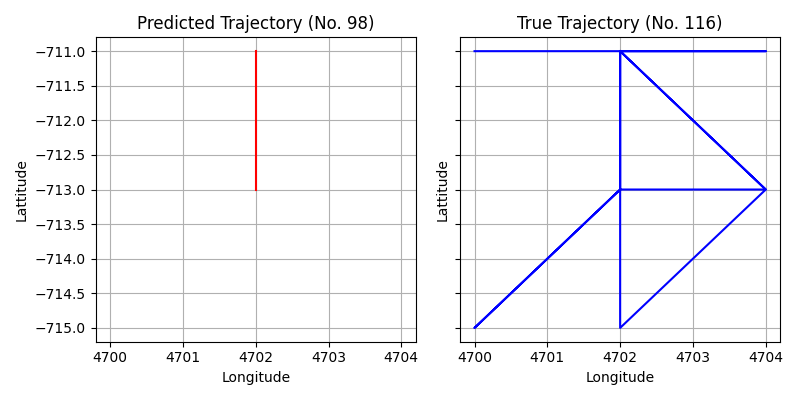 Predicted Trajectory (No. 98)
True Trajectory (No. 116)
−711.0
−711.5
−712.0
−712.5
−713.0
−713.5
−714.0
−714.5
−715.0
Lattitude
Lattitude
4700 4701 4702 4703 4704
4700 4701 4702 4703 4704
Longitude
Longitude